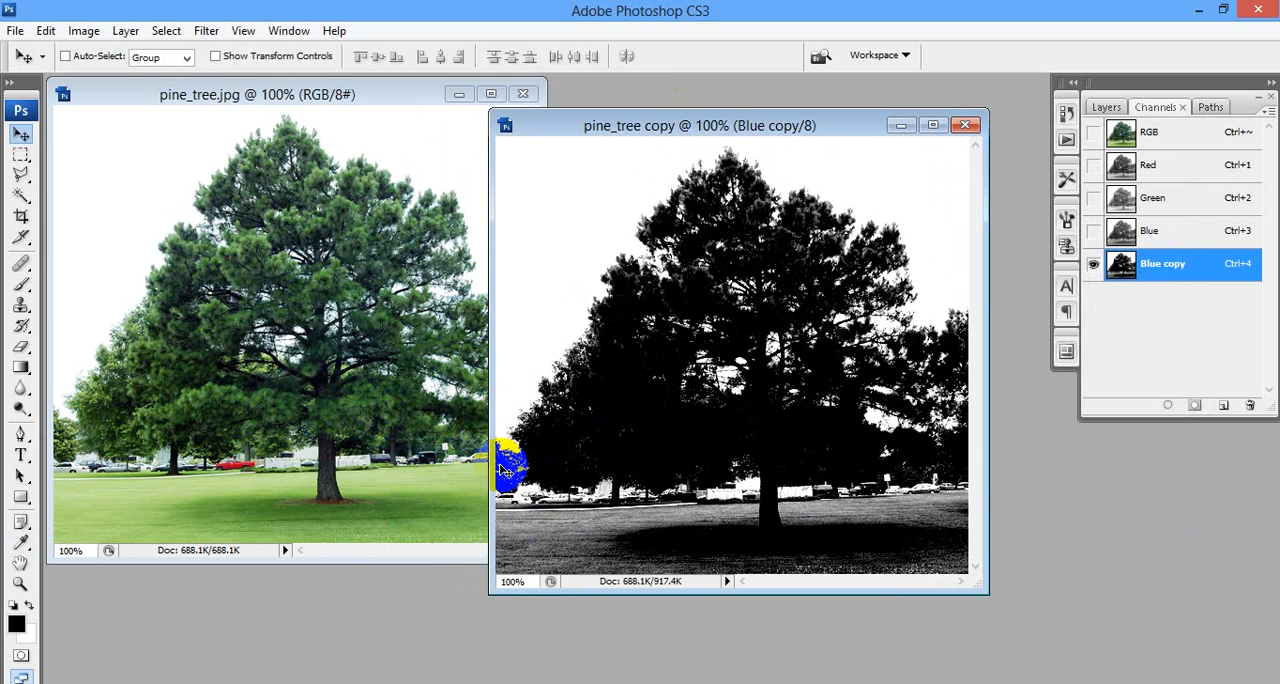 Ps
Adobe Photoshop CS3
File Edit Image Layer Select Filter View Window Help
Auto-Select: Group Show Transform Controls Workspace
Ps
pine_tree.jpg @ 100% (RGB/8#)
100% Doc: 688.1K/688.1K
pine_tree copy @ 100% (Blue copy/8)
100% Doc: 688.1K/917.4K
Layers Channels Paths
RGB Ctrl+~
Red Ctrl+1
Green Ctrl+2
Blue Ctrl+3
Blue copy Ctrl+4